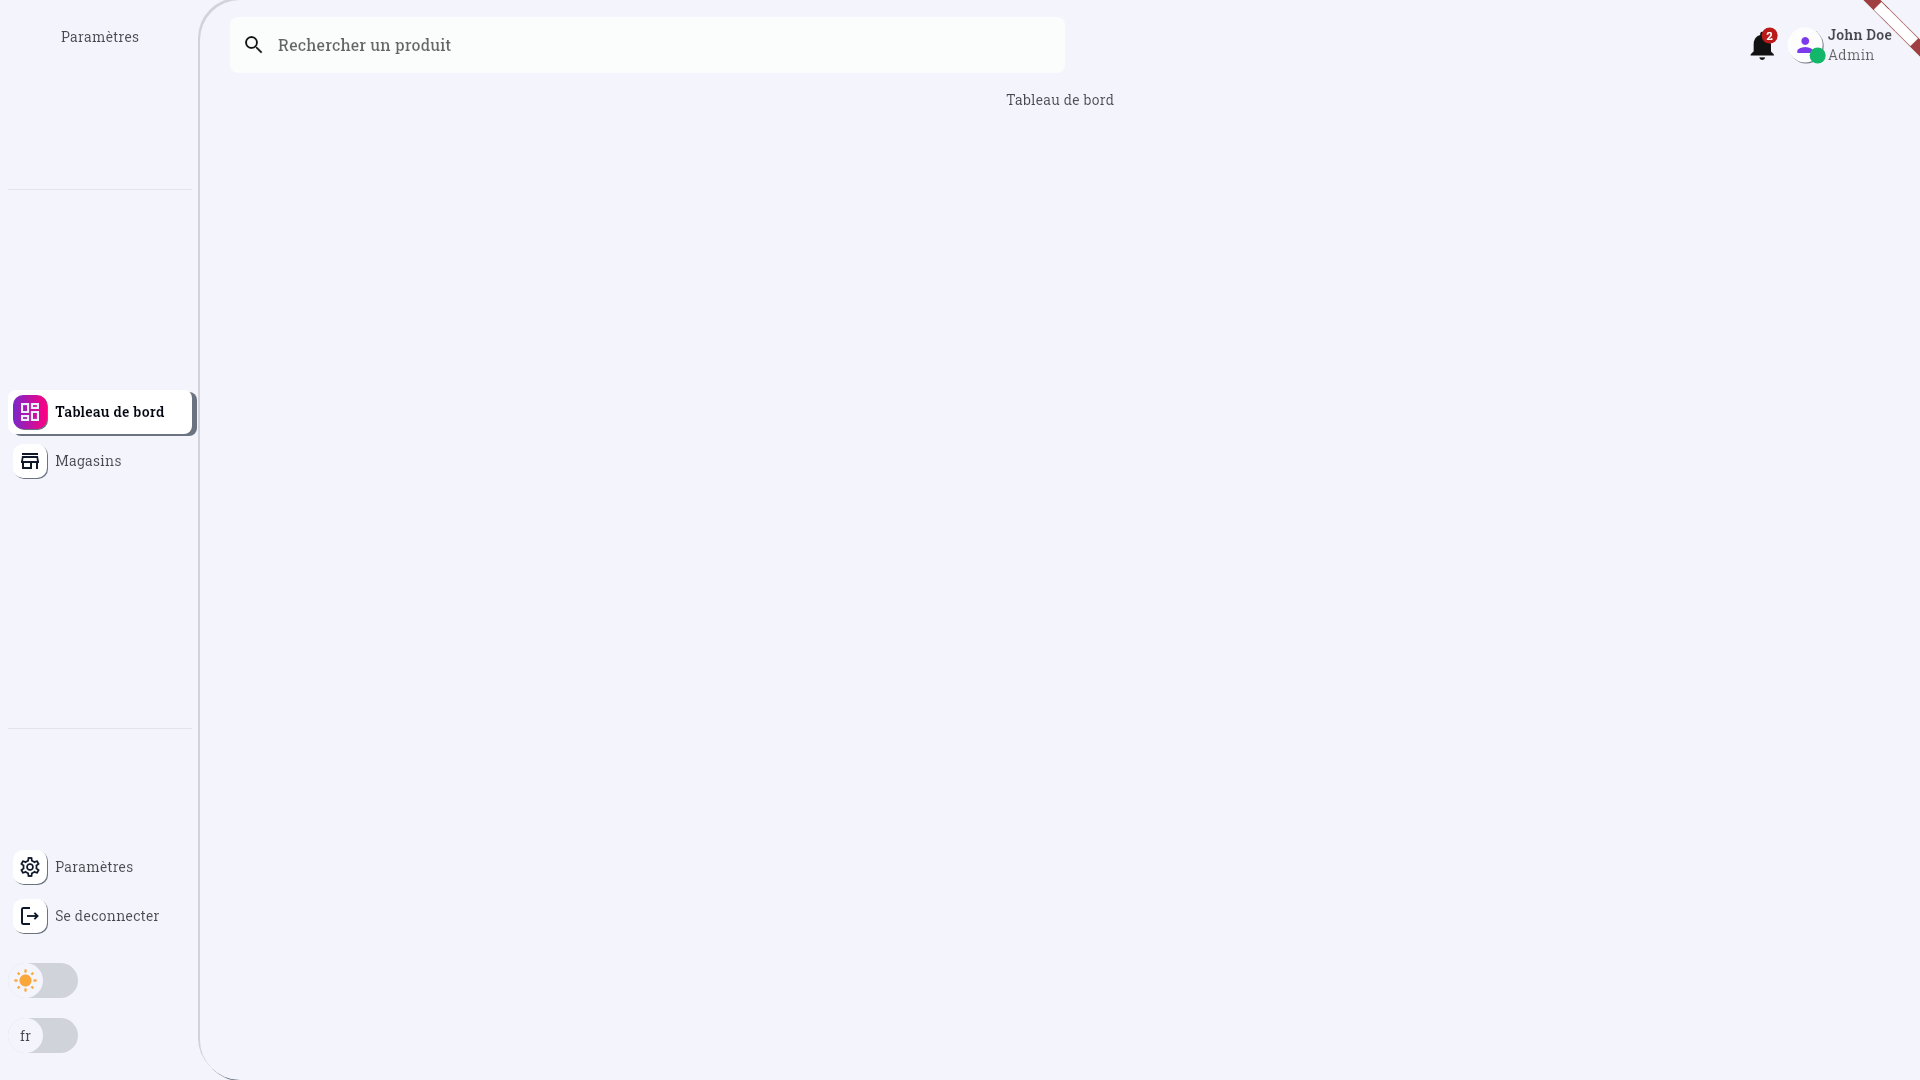 Paramètres
Rechercher un produit
2
John Doe
Admin
Tableau de bord
Tableau de bord
Magasins
Paramètres
Se deconnecter
fr